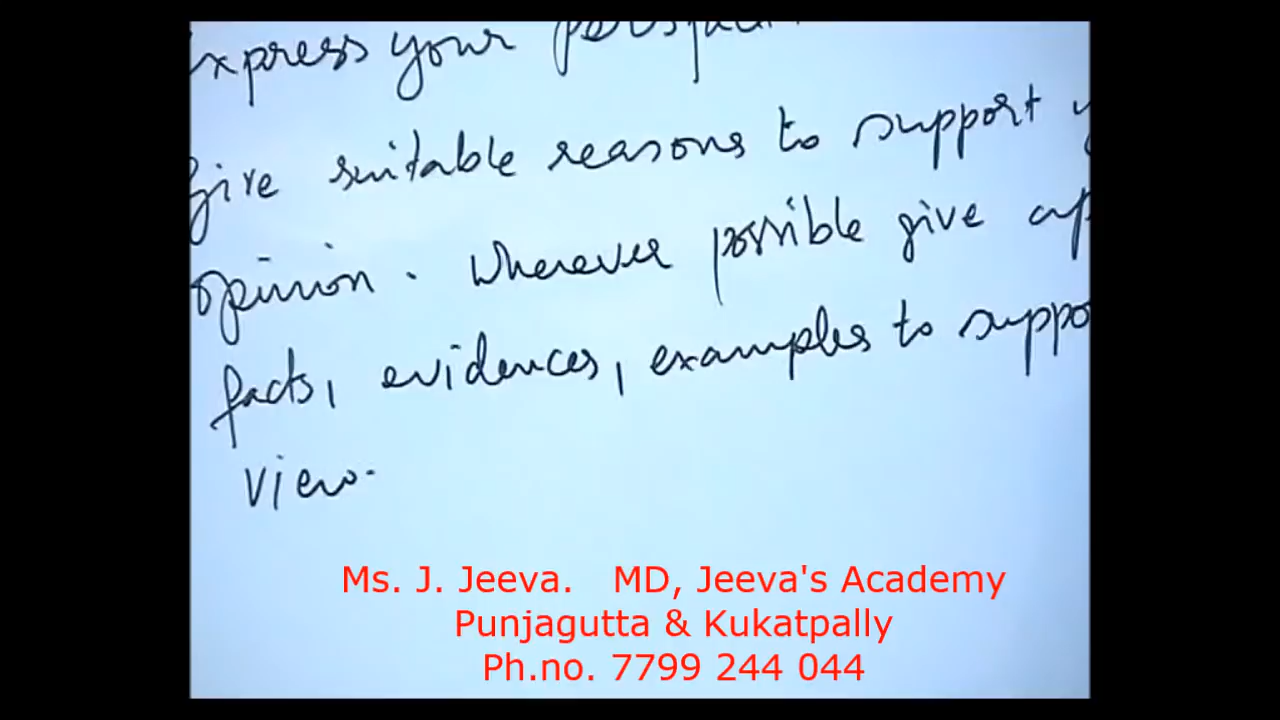 express your
give suitable reasons to support
opinion. Wherever possible give
facts, evidences, examples to suppo
view.
Ms. J. Jeeva. MD, Jeeva's Academy
Punjagutta & Kukatpally
Ph.no. 7799 244 044